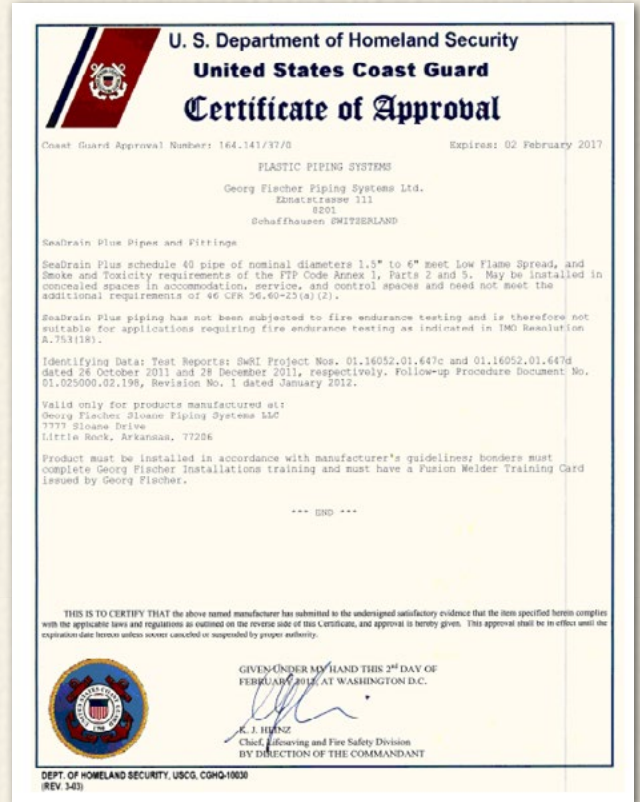 U. S. Department of Homeland Security
United States Coast Guard
Certificate of Approval
Coast Guard Approval Number: 164.141/37/0 Expires: 02 February 2017
PLASTIC PIPING SYSTEMS
Georg Fischer Piping Systems Ltd.
Ebnatstrasse 111
8201
Schaffhausen SWITZERLAND
SeaDrain Plus Pipes and Fittings
SeaDrain Plus schedule 40 pipe of nominal diameters 1.5" to 6" meet Low Flame Spread, and
Smoke and Toxicity requirements of the FTP Code Annex 1, Parts 2 and 5. May be installed in
concealed spaces in accommodation, service, and control spaces and need not meet the
additional requirements of 46 CFR 56.60-25(a)(2).
SeaDrain Plus piping has not been subjected to fire endurance testing and is therefore not
suitable for applications requiring fire endurance testing as indicated in IMO Resolution
A.753(18).
Identifying Data: Test Reports: SwRI Project Nos. 01.16052.01.647c and 01.16052.01.647d
dated 26 October 2011 and 28 December 2011, respectively. Follow-up Procedure Document No.
01.025000.02.198, Revision No. 1 dated January 2012.
Valid only for products manufactured at:
Georg Fischer Sloane Piping Systems LLC
7777 Sloane Drive
Little Rock, Arkansas, 77206
Product must be installed in accordance with manufacturer's guidelines; bonders must
complete Georg Fischer Installations training and must have a Fusion Welder Training Card
issued by Georg Fischer.
*** END ***
THIS IS TO CERTIFY THAT the above named manufacturer has submitted to the undersigned satisfactory evidence that the item specified herein complies
with the applicable laws and regulations as outlined on the reverse side of this Certificate, and approval is hereby given. This approval shall be in effect until the
expiration date hereon unless sooner canceled or suspended by proper authority.
GIVEN UNDER MY HAND THIS 2nd DAY OF
FEBRUARY 2012, AT WASHINGTON D.C.
K. J. HEINZ
Chief, Lifesaving and Fire Safety Division
BY DIRECTION OF THE COMMANDANT
UNITED STATES COAST GUARD
1790
DEPT. OF HOMELAND SECURITY, USCG, CGHQ-10030
(REV. 3-03)